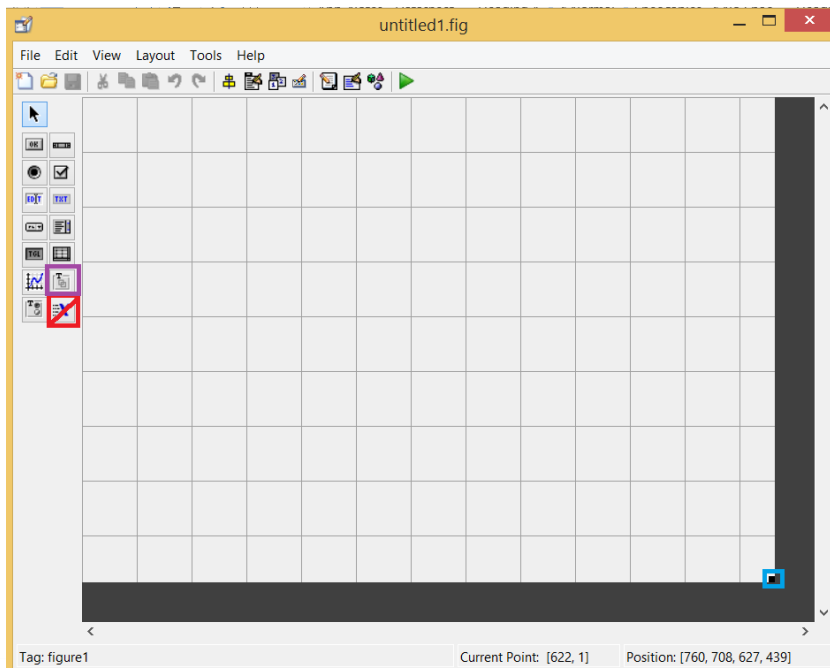 untitled1.fig
File Edit View Layout Tools Help
OK
EDIT TXT
TGL
T
T
X
Tag: figure1 Current Point: [622, 1] Position: [760, 708, 627, 439]